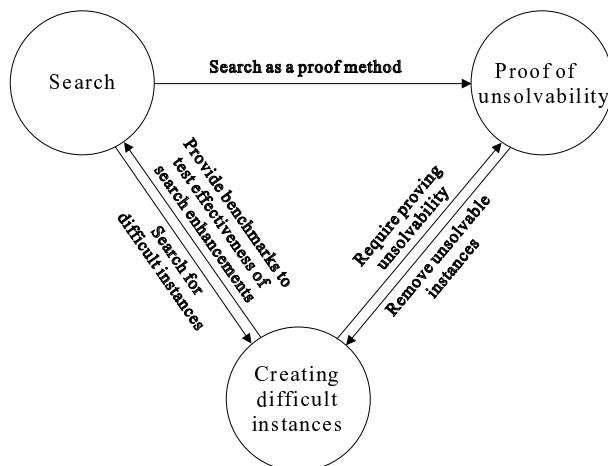 Search
Search as a proof method
Proof of
unsolvability
Provide benchmarks to
test effectiveness of
search enhancements
Search for
difficult instances
Require proving
unsolvability
Remove unsolvable
instances
Creating
difficult
instances